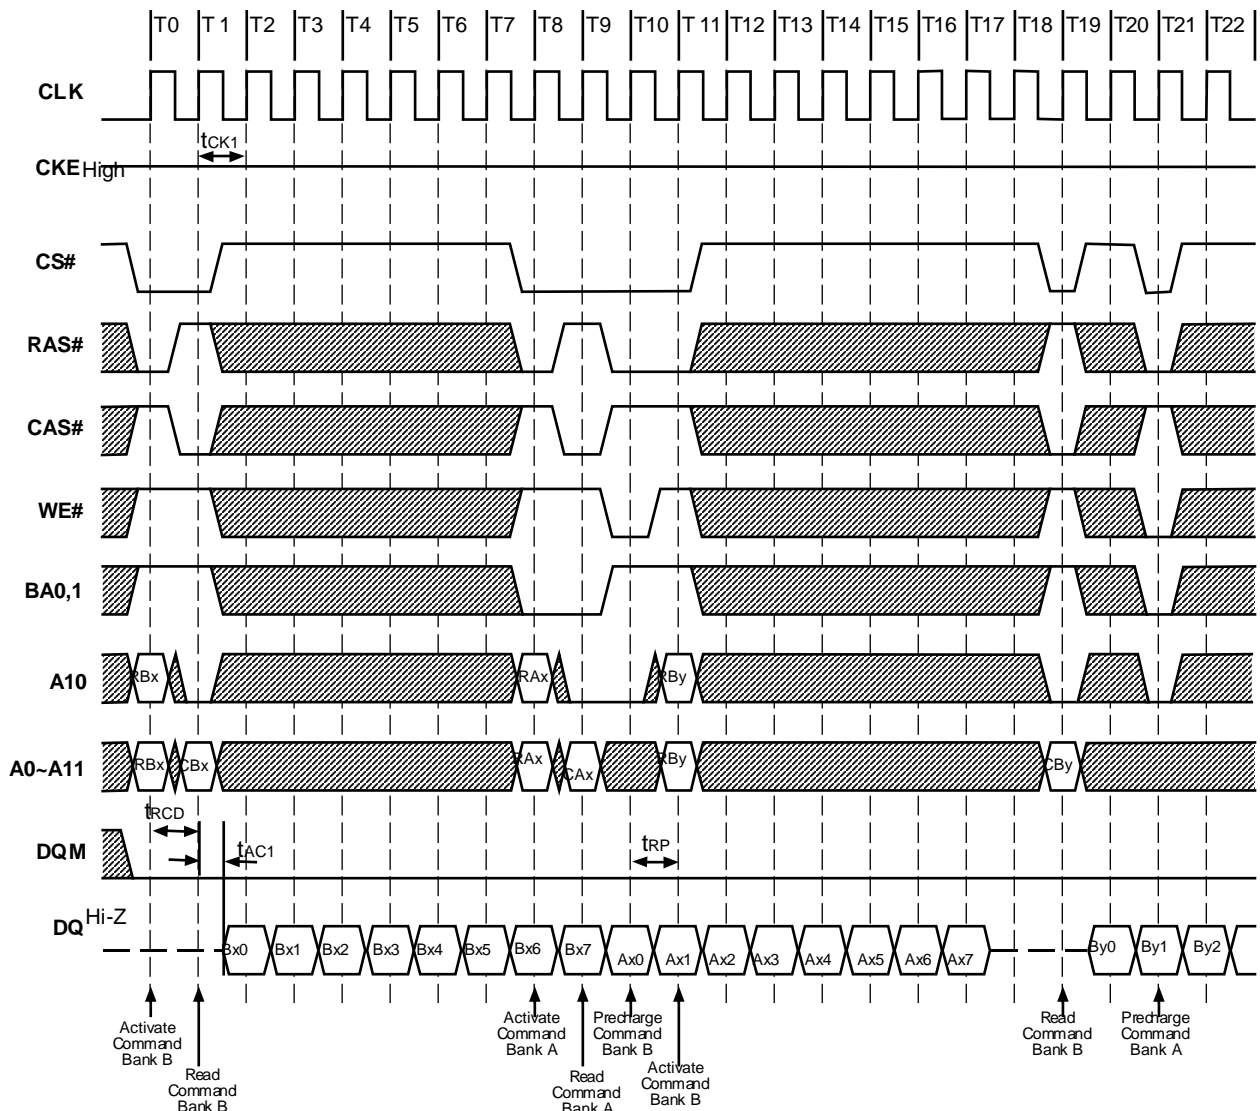 T0 T 1 T2 T3 T4 T5 T6 T7 T8 T9 T10 T 11 T12 T13 T14 T15 T16 T17 T18 T19 T20 T21 T22
CLK
tCK1
CKE High
CS#
RAS#
CAS#
WE#
BA0,1
A10 RBx RAx RBy
A0~A11 RBx CBx RAx CAx RBy CBy
tRCD
DQM tAC1 tRP
DQ Hi-Z
Bx0 Bx1 Bx2 Bx3 Bx4 Bx5 Bx6 Bx7 Ax0 Ax1 Ax2 Ax3 Ax4 Ax5 Ax6 Ax7 By0 By1 By2
Activate
Command
Bank B
Read
Command
Bank B
Activate
Command
Bank A
Read
Command
Bank A
Precharge
Command
Bank B
Activate
Command
Bank B
Read
Command
Bank B
Precharge
Command
Bank A